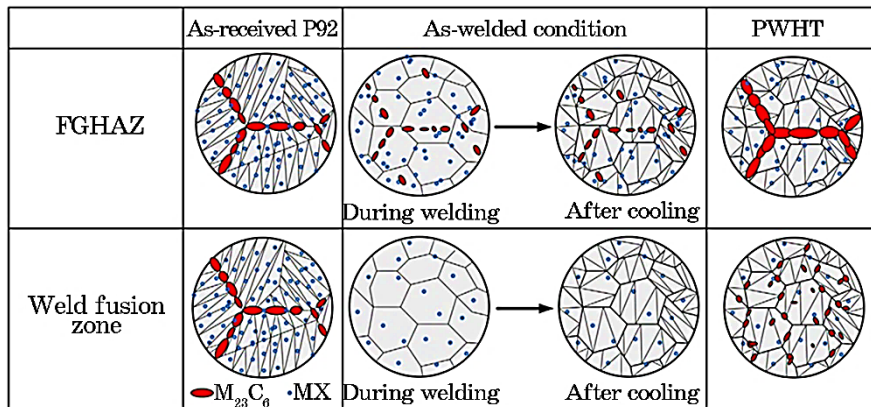 As-received P92 As-welded condition PWHT
FGHAZ
During welding After cooling
Weld fusion
zone
M₂₃C₆ MX During welding After cooling